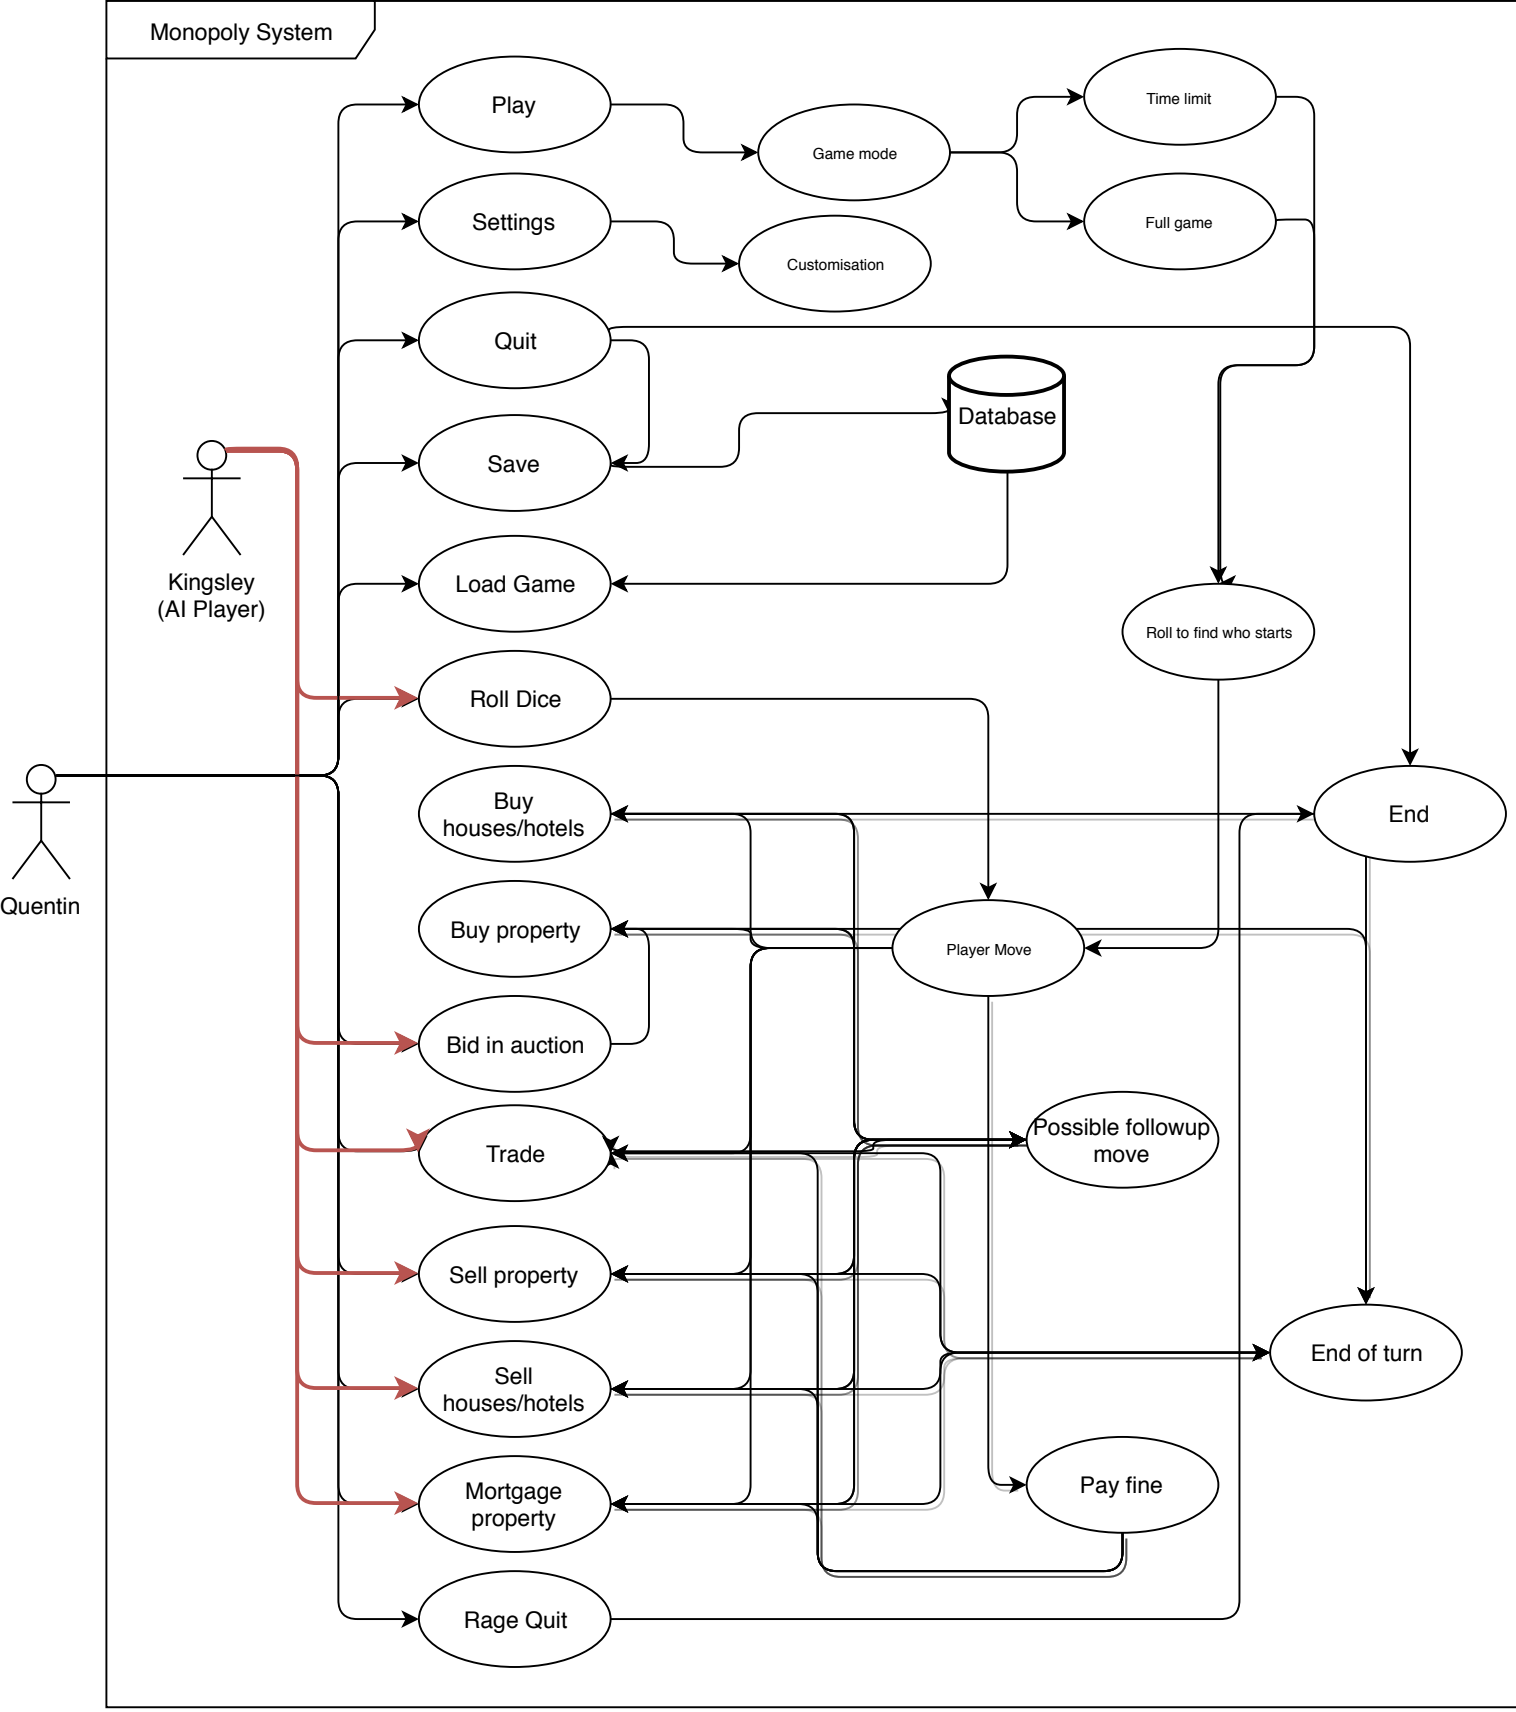 Monopoly System
Play
Time limit
Game mode
Settings
Full game
Customisation
Quit
Database
Save
Kingsley
(AI Player)
Load Game
Roll to find who starts
Roll Dice
Quentin
Buy
houses/hotels
End
Buy property
Player Move
Bid in auction
Possible followup
move
Trade
Sell property
End of turn
Sell
houses/hotels
Pay fine
Mortgage
property
Rage Quit